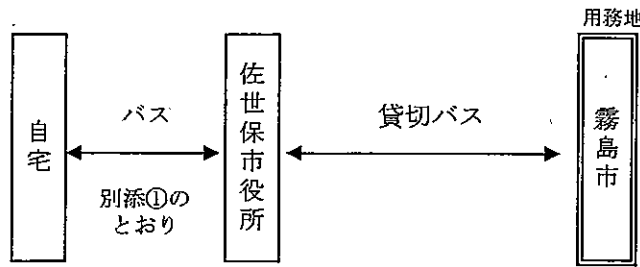 用務地
自宅
バス
別添①の
とおり
佐世保市役所
貸切バス
霧島市